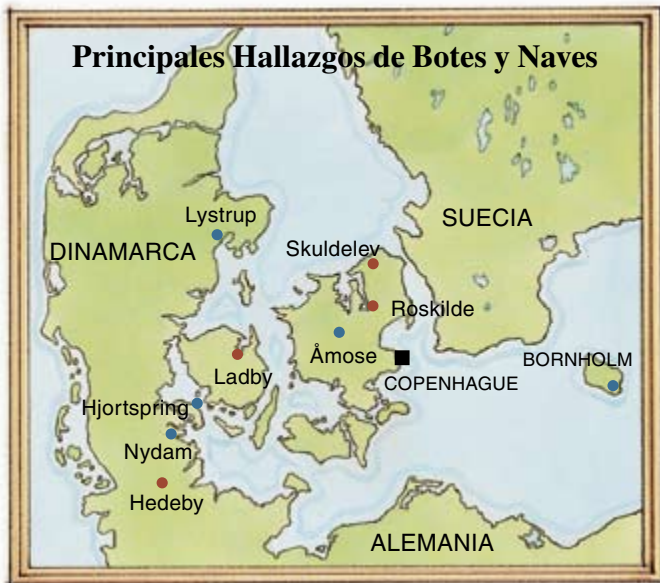 Principales Hallazgos de Botes y Naves
Lystrup
SUECIA
DINAMARCA
Skuldelev
Roskilde
Åmose
BORNHOLM
Ladby
COPENHAGUE
Hjortspring
Nydam
Hedeby
ALEMANIA